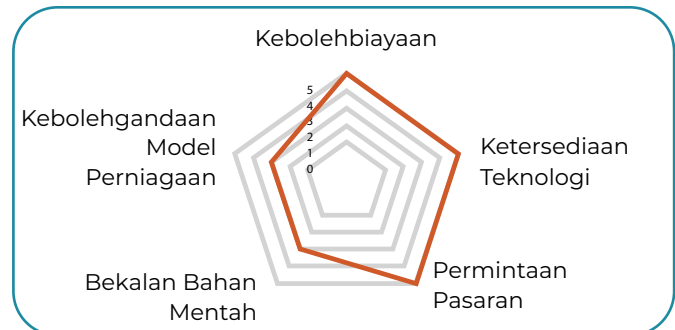 Kebolehbiayaan
5
4
3
2
1
0
Kebolehgandaan
Model
Perniagaan
Ketersediaan
Teknologi
Permintaan
Pasaran
Bekalan Bahan
Mentah